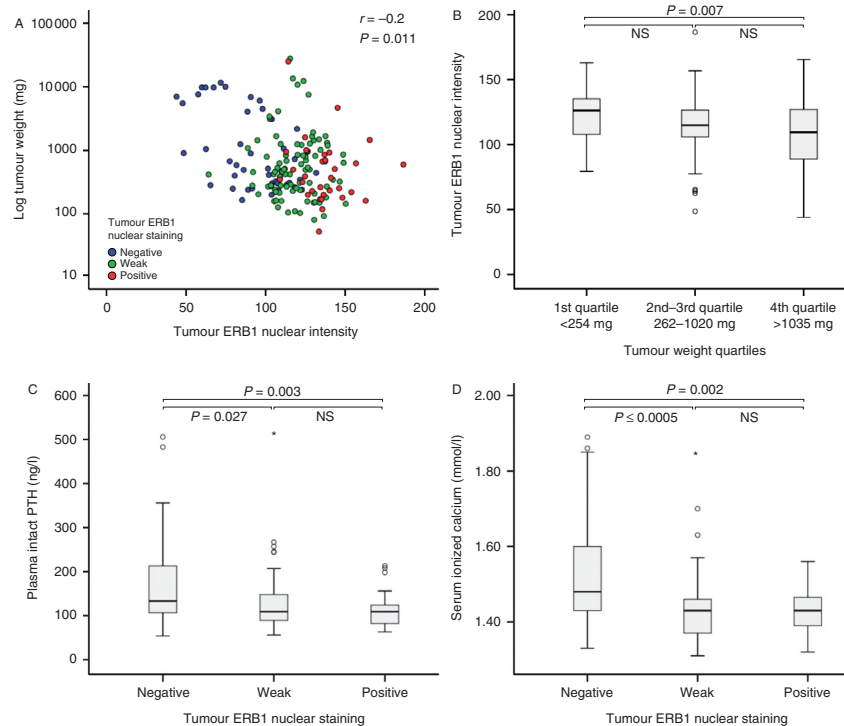 A
r = –0.2
P = 0.011
Log tumour weight (mg)
100 000
10 000
1000
100
10
Tumour ERB1
nuclear staining
Negative
Weak
Positive
0 50 100 150 200
Tumour ERB1 nuclear intensity
B
P = 0.007
NS NS
Tumour ERB1 nuclear intensity
200
150
100
50
0
1st quartile 2nd–3rd quartile 4th quartile
<254 mg 262–1020 mg >1035 mg
Tumour weight quartiles
C
P = 0.003
P = 0.027 NS
Plasma intact PTH (ng/l)
600
500
400
300
200
100
0
*
Negative Weak Positive
Tumour ERB1 nuclear staining
D
P = 0.002
P ≤ 0.0005 NS
Serum ionized calcium (mmol/l)
2.00
1.80
1.60
1.40
*
Negative Weak Positive
Tumour ERB1 nuclear staining